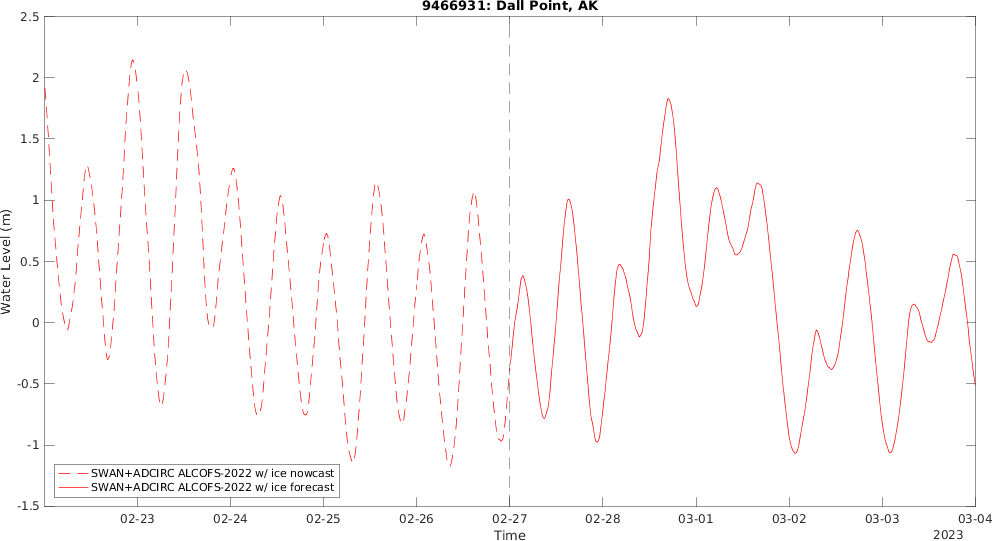 9466931: Dall Point, AK
2.5
2
1.5
1
0.5
0
-0.5
-1
-1.5
Water Level (m)
SWAN+ADCIRC ALCOFS-2022 w/ ice nowcast
SWAN+ADCIRC ALCOFS-2022 w/ ice forecast
02-23 02-24 02-25 02-26 02-27 02-28 03-01 03-02 03-03 03-04
Time
2023